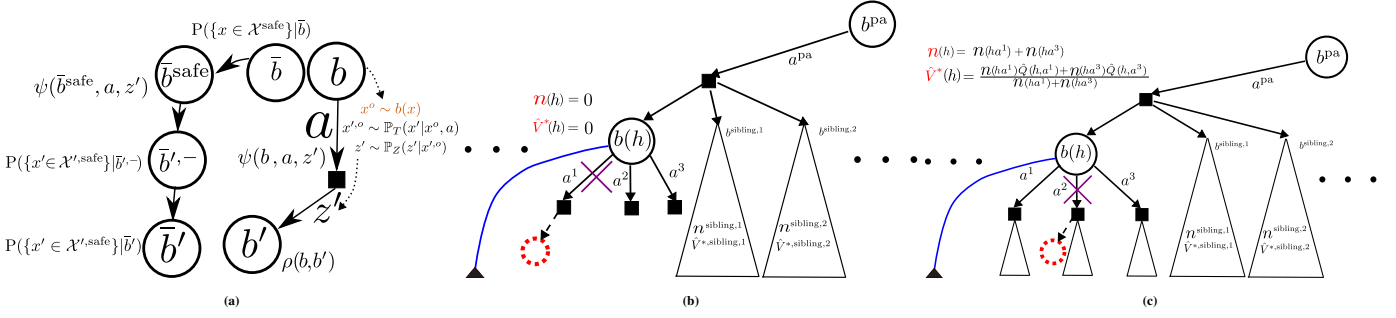 P({x ∈ 𝒳^safe}|b̄)
b̄^safe
b̄
b
ψ(b̄^safe, a, z′)
x^o ∼ b(x)
a
x′^,o ∼ ℙ_T(x′|x^o, a)
z′ ∼ ℙ_Z(z′|x′^,o)
ψ(b, a, z′)
P({x′ ∈ 𝒳′^,safe}|b̄′^,−)
b̄′^,−
z′
P({x′ ∈ 𝒳′^,safe}|b̄′)
b̄′
b′
ρ(b,b′)
(a)
b^pa
a^pa
n(h) = 0
V̂*(h) = 0
b(h)
b^sibling,1
b^sibling,2
• • •
a^1
a^2
a^3
n^sibling,1
V̂*,sibling,1
n^sibling,2
V̂*,sibling,2
• • •
(b)
b^pa
a^pa
n(h) = n(ha^1) + n(ha^3)
V̂*(h) = (n(ha^1)Q̂(h,a^1)+n(ha^3)Q̂(h,a^3))/(n(ha^1)+n(ha^3))
b(h)
b^sibling,1
b^sibling,2
• • •
a^1
a^2
a^3
n^sibling,1
V̂*,sibling,1
n^sibling,2
V̂*,sibling,2
• • •
(c)